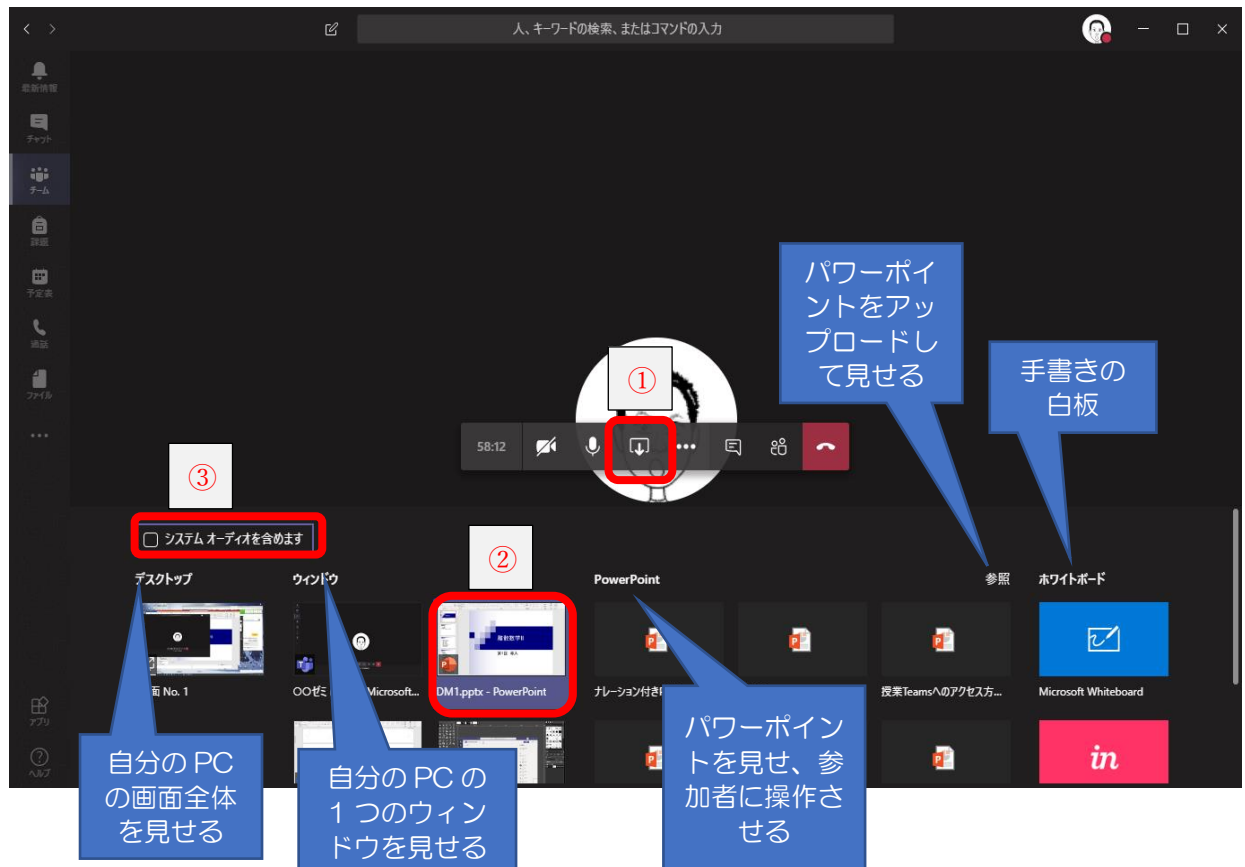 人、キーワードの検索、またはコマンドの入力
最新情報
チャット
チーム
課題
予定表
通話
ファイル
アプリ
ヘルプ
パワーポイ
ントをアッ
プロードし
て見せる
手書きの
白板
①
58:12
③
システム オーディオを含めます
②
デスクトップ
ウィンドウ
PowerPoint
参照
ホワイトボード
離散数学II
No. 1
Microsoft...
DM1.pptx - PowerPoint
ナレーション付き
授業Teamsへのアクセス方...
Microsoft Whiteboard
in
自分の PC
の画面全体
を見せる
自分の PC の
1 つのウィン
ドウを見せる
パワーポイン
トを見せ、参
加者に操作さ
せる